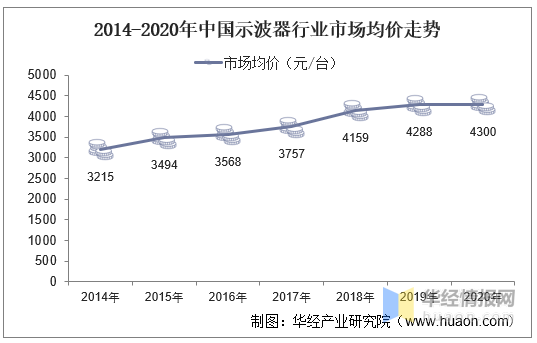 2014-2020年中国示波器行业市场均价走势
市场均价（元/台）
5000
4500
4000
3500
3000
2500
2000
1500
1000
500
0
3215
3494
3568
3757
4159
4288
4300
2014年
2015年
2016年
2017年
2018年
2019年
2020年
华经情报网
huaon.com
制图：华经产业研究院（www.huaon.com）